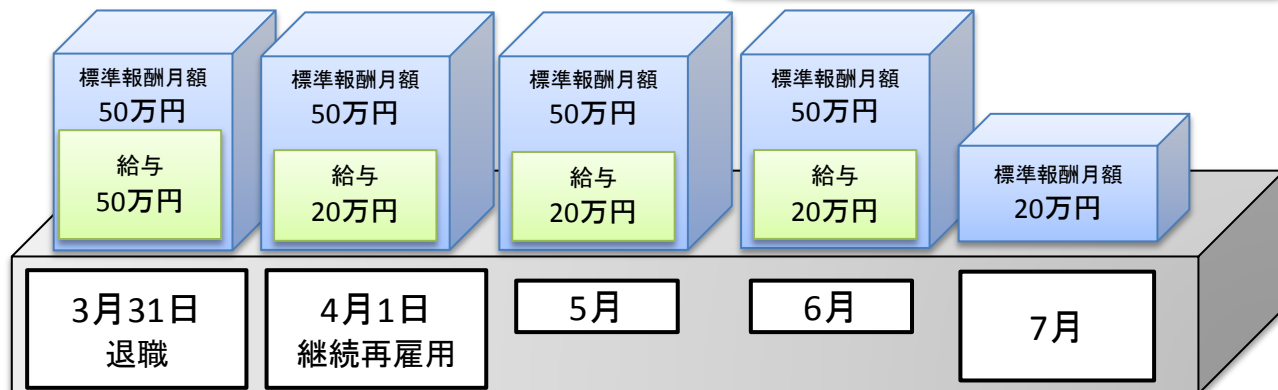 標準報酬月額
50万円
給与
50万円
標準報酬月額
50万円
給与
20万円
標準報酬月額
50万円
給与
20万円
標準報酬月額
50万円
給与
20万円
標準報酬月額
20万円
3月31日
退職
4月1日
継続再雇用
5月
6月
7月